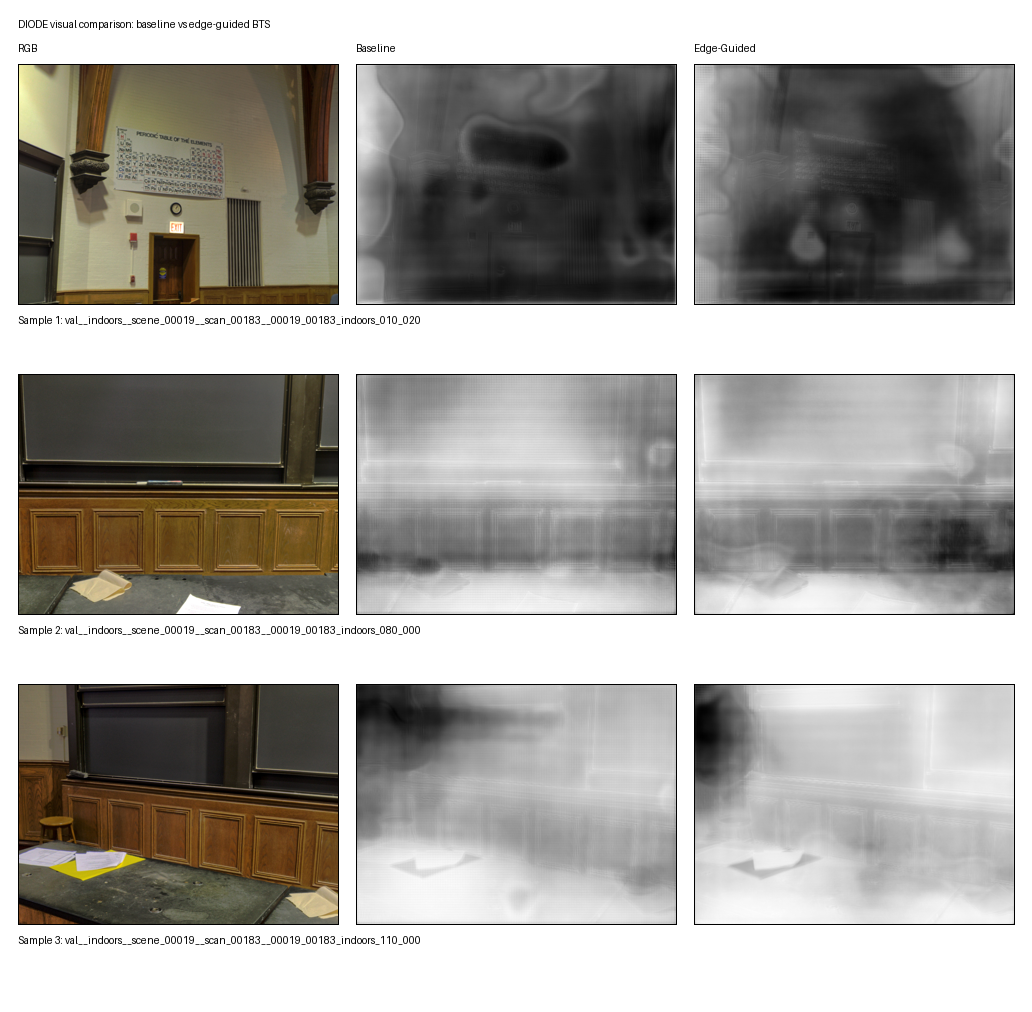 DIODE visual comparison: baseline vs edge-guided BTS
RGB
Baseline
Edge-Guided
PERIODIC TABLE OF THE ELEMENTS
EXIT
Sample 1: val__indoors__scene_00019__scan_00183__00019_00183_indoors_010_020
Sample 2: val__indoors__scene_00019__scan_00183__00019_00183_indoors_080_000
Sample 3: val__indoors__scene_00019__scan_00183__00019_00183_indoors_110_000